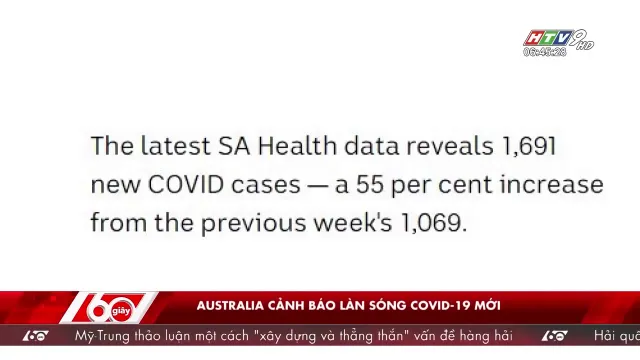 HTV9 HD
06:45:28
The latest SA Health data reveals 1,691
new COVID cases — a 55 per cent increase
from the previous week's 1,069.
60 giây
AUSTRALIA CẢNH BÁO LÀN SÓNG COVID-19 MỚI
60s Mỹ-Trung thảo luận một cách "xây dựng và thẳng thắn" vấn đề hàng hải 60s Hải quâ